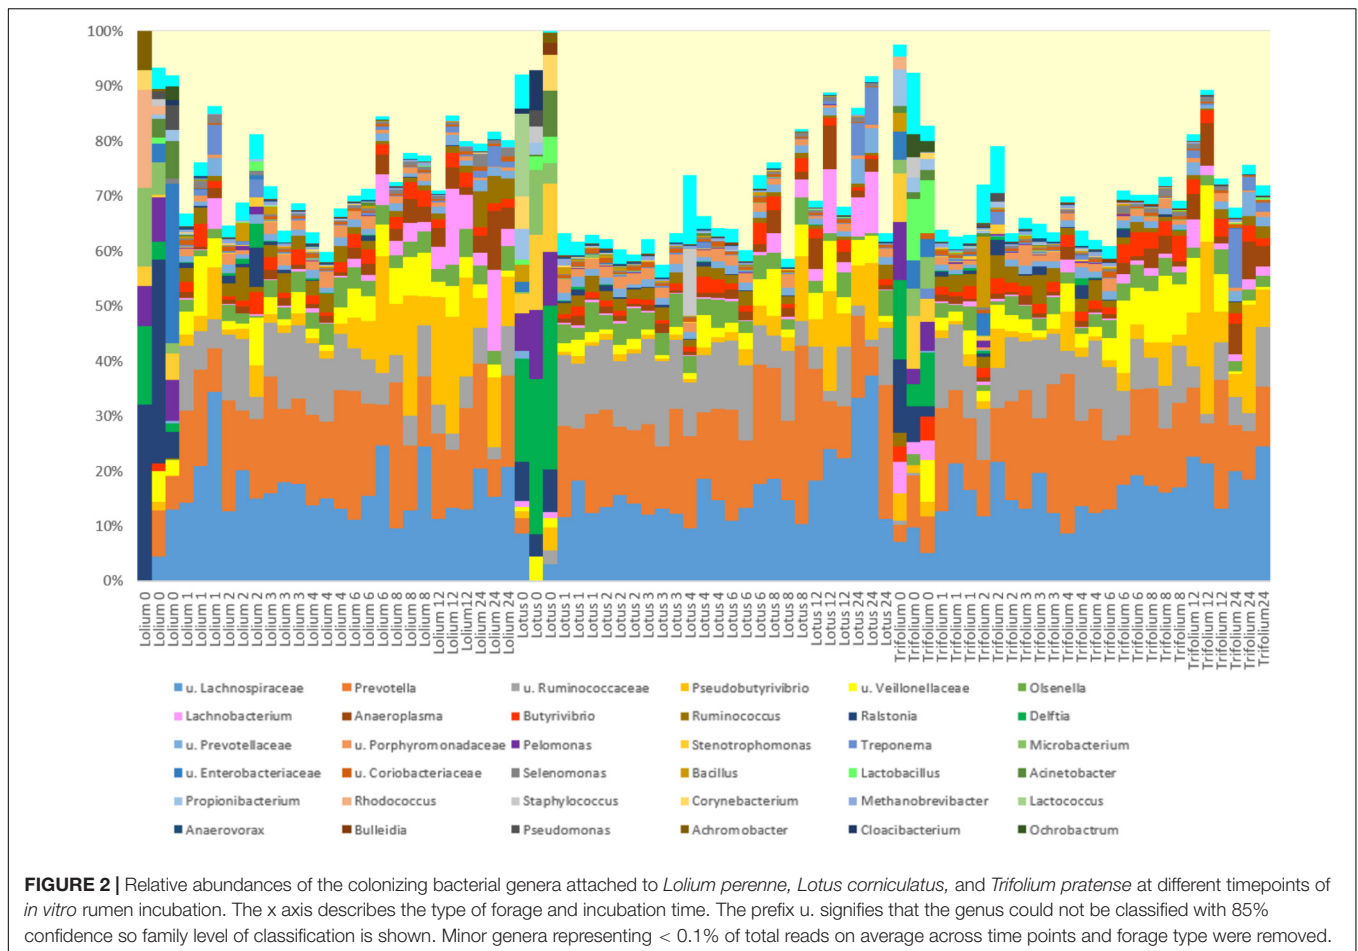 100%
90%
80%
70%
60%
50%
40%
30%
20%
10%
0%
Lolium 0
Lolium 0
Lolium 0
Lolium 1
Lolium 1
Lolium 1
Lolium 2
Lolium 2
Lolium 2
Lolium 3
Lolium 3
Lolium 3
Lolium 4
Lolium 4
Lolium 4
Lolium 6
Lolium 6
Lolium 6
Lolium 8
Lolium 8
Lolium 8
Lolium 12
Lolium 12
Lolium 12
Lolium 24
Lolium 24
Lolium 24
Lotus 0
Lotus 0
Lotus 0
Lotus 1
Lotus 1
Lotus 1
Lotus 2
Lotus 2
Lotus 2
Lotus 3
Lotus 3
Lotus 3
Lotus 4
Lotus 4
Lotus 4
Lotus 6
Lotus 6
Lotus 6
Lotus 8
Lotus 8
Lotus 8
Lotus 12
Lotus 12
Lotus 12
Lotus 24
Lotus 24
Lotus 24
Trifolium 0
Trifolium 0
Trifolium 0
Trifolium 1
Trifolium 1
Trifolium 1
Trifolium 2
Trifolium 2
Trifolium 2
Trifolium 3
Trifolium 3
Trifolium 3
Trifolium 4
Trifolium 4
Trifolium 4
Trifolium 6
Trifolium 6
Trifolium 6
Trifolium 8
Trifolium 8
Trifolium 8
Trifolium 12
Trifolium 12
Trifolium 12
Trifolium 24
Trifolium 24
Trifolium24
u. Lachnospiraceae Prevotella u. Ruminococcaceae Pseudobutyrivibrio u. Veillonellaceae Olsenella
Lachnobacterium Anaeroplasma Butyrivibrio Ruminococcus Ralstonia Delftia
u. Prevotellaceae u. Porphyromonadaceae Pelomonas Stenotrophomonas Treponema Microbacterium
u. Enterobacteriaceae u. Coriobacteriaceae Selenomonas Bacillus Lactobacillus Acinetobacter
Propionibacterium Rhodococcus Staphylococcus Corynebacterium Methanobrevibacter Lactococcus
Anaerovorax Bulleidia Pseudomonas Achromobacter Cloacibacterium Ochrobactrum
FIGURE 2 | Relative abundances of the colonizing bacterial genera attached to Lolium perenne, Lotus corniculatus, and Trifolium pratense at different timepoints of
in vitro rumen incubation. The x axis describes the type of forage and incubation time. The prefix u. signifies that the genus could not be classified with 85%
confidence so family level of classification is shown. Minor genera representing < 0.1% of total reads on average across time points and forage type were removed.